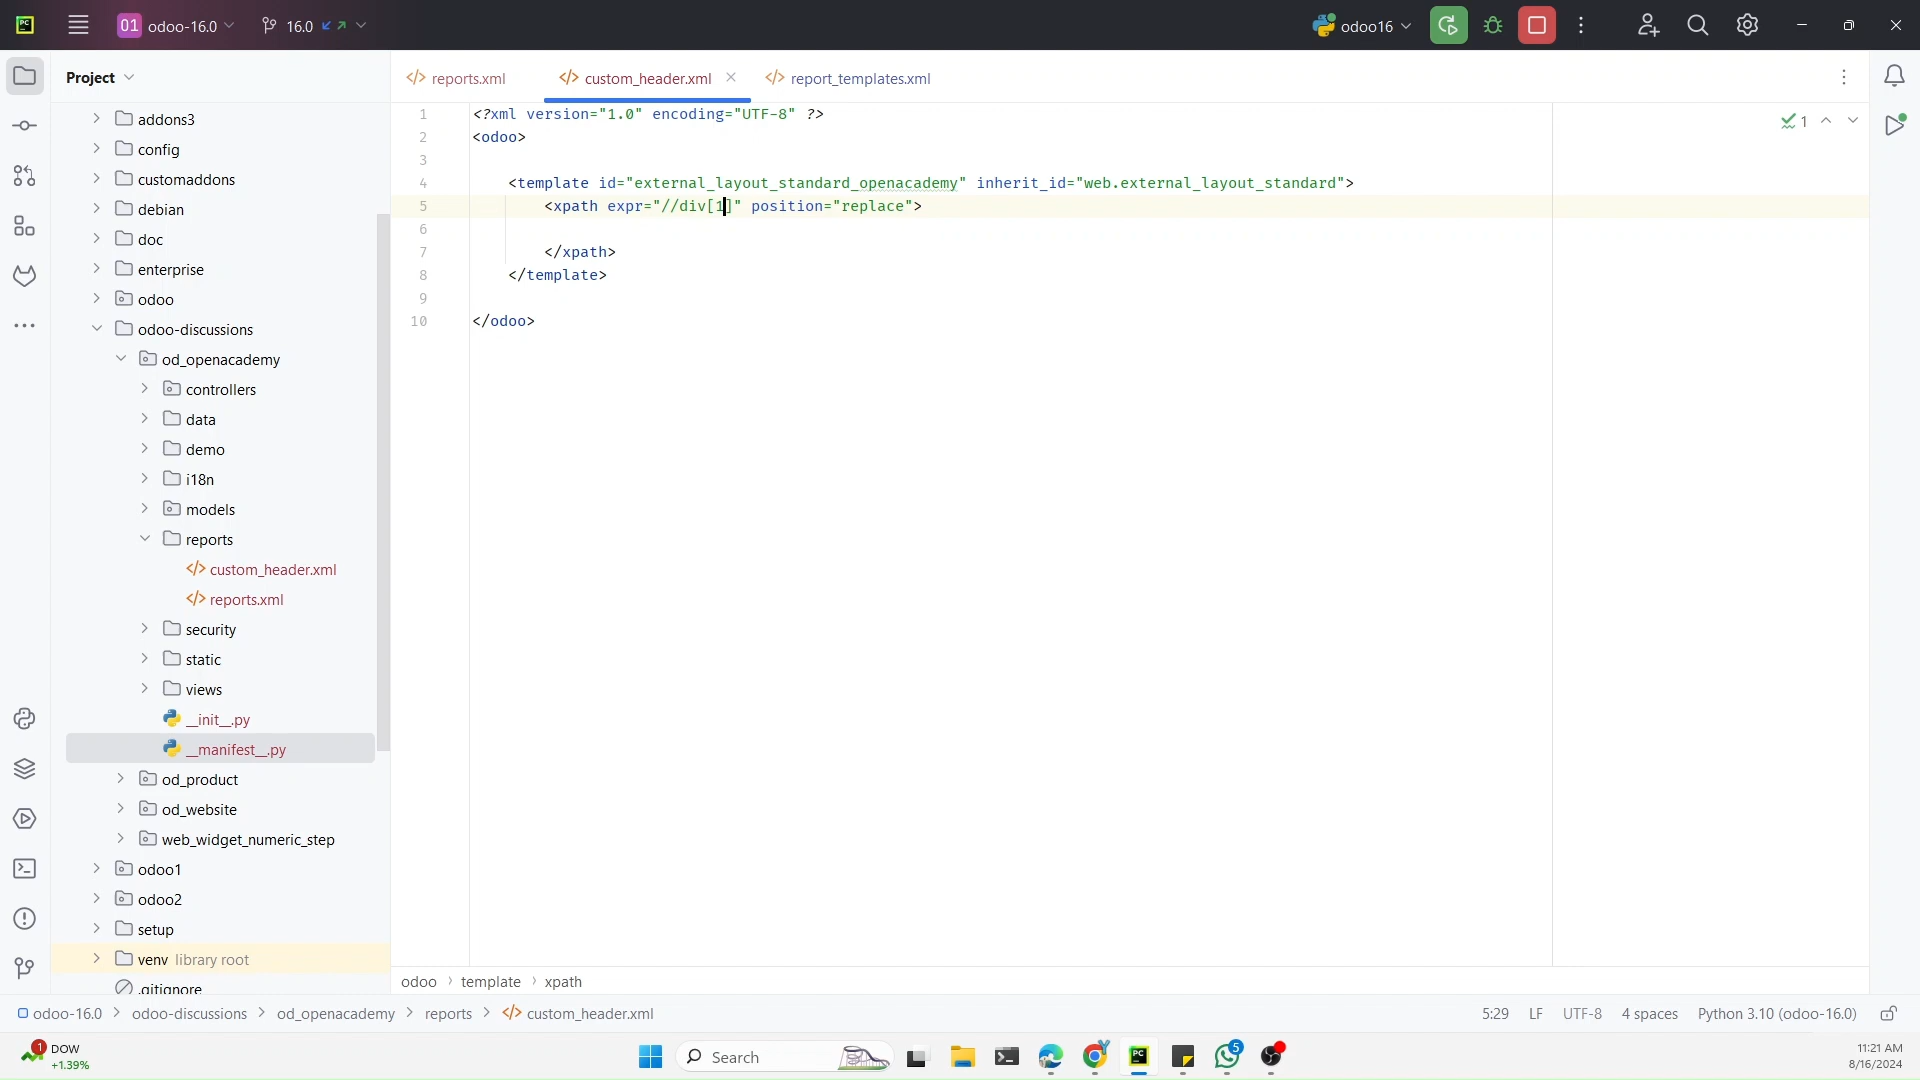 PC
01 odoo-16.0
16.0
odoo16
Project
reports.xml
custom_header.xml
report_templates.xml
addons3
config
customaddons
debian
doc
enterprise
odoo
odoo-discussions
od_openacademy
controllers
data
demo
i18n
models
reports
custom_header.xml
reports.xml
security
static
views
__init__.py
__manifest__.py
od_product
od_website
web_widget_numeric_step
odoo1
odoo2
setup
venv library root
.gitignore
1 <?xml version="1.0" encoding="UTF-8" ?>
2 <odoo>
3
4 <template id="external_layout_standard_openacademy" inherit_id="web.external_layout_standard">
5 <xpath expr="//div[1]" position="replace">
6
7 </xpath>
8 </template>
9
10 </odoo>
1
odoo > template > xpath
odoo-16.0 > odoo-discussions > od_openacademy > reports > custom_header.xml
5:29 LF UTF-8 4 spaces Python 3.10 (odoo-16.0)
1
DOW
+1.39%
Search
PC
5
11:21 AM
8/16/2024